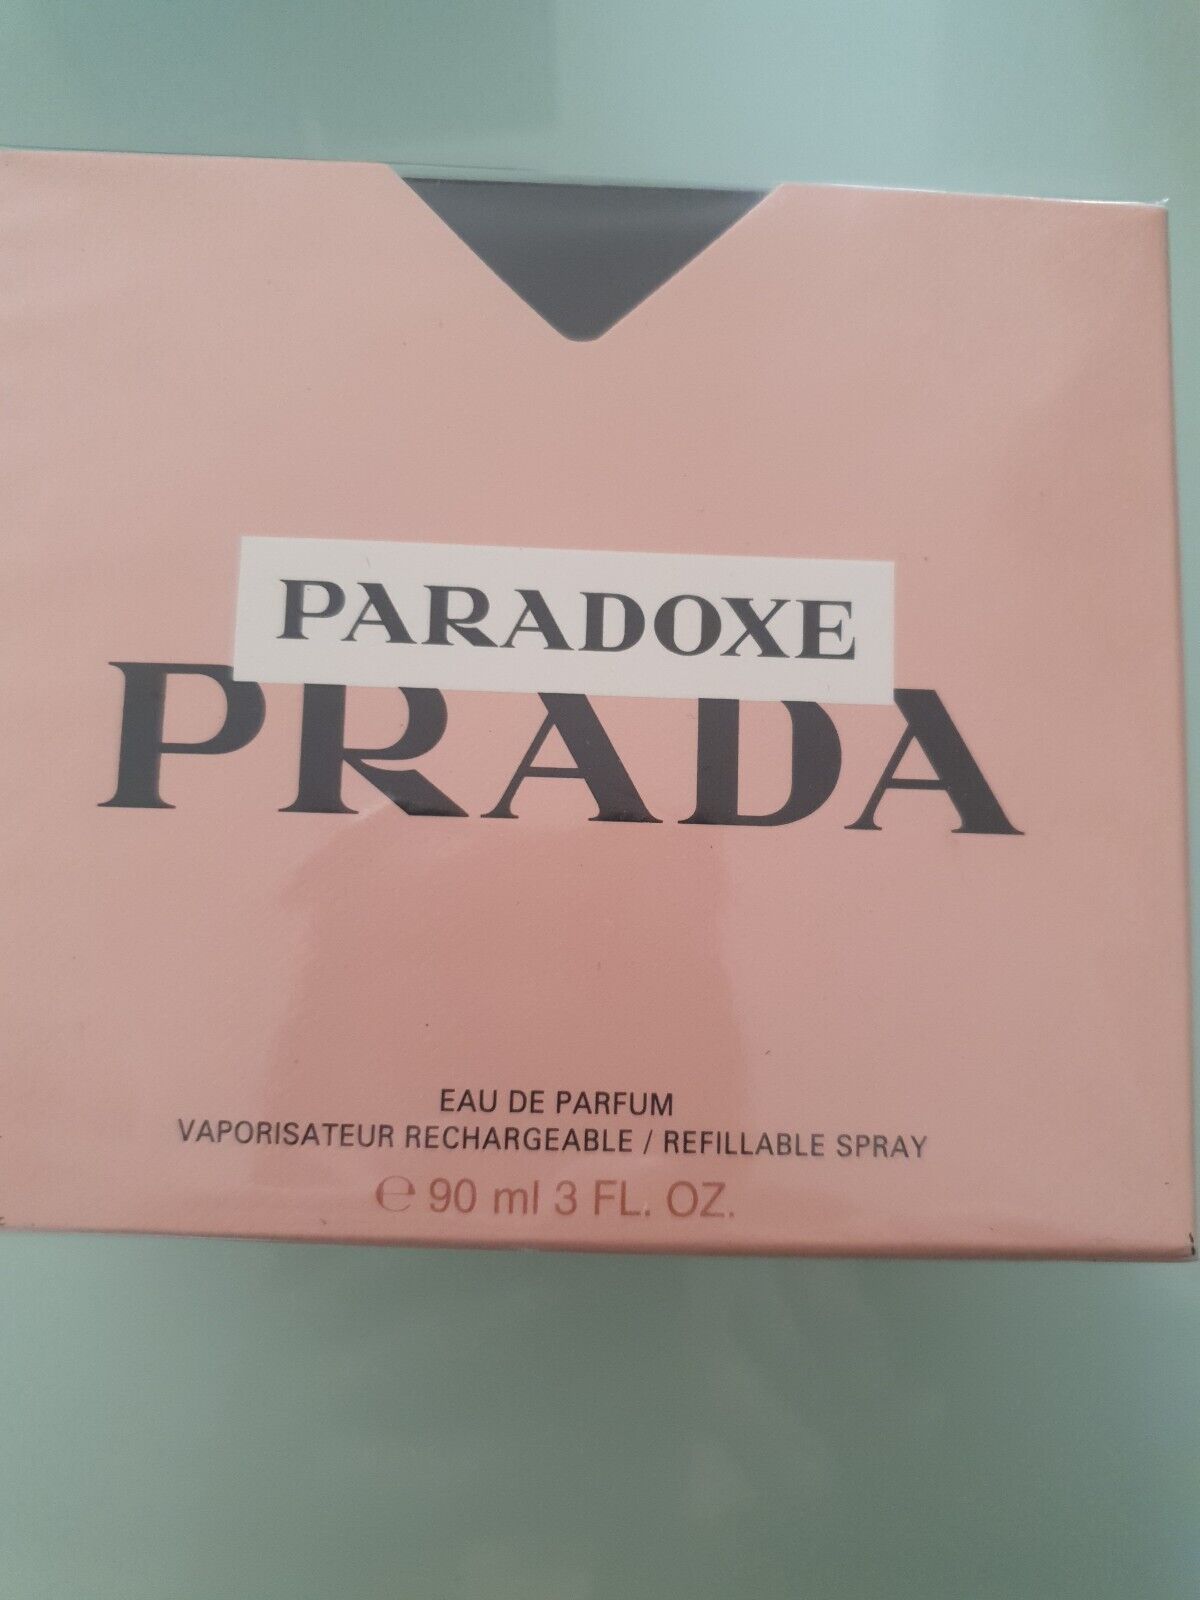 PARADOXE
PRADA
EAU DE PARFUM
VAPORISATEUR RECHARGEABLE / REFILLABLE SPRAY
℮ 90 ml 3 FL. OZ.